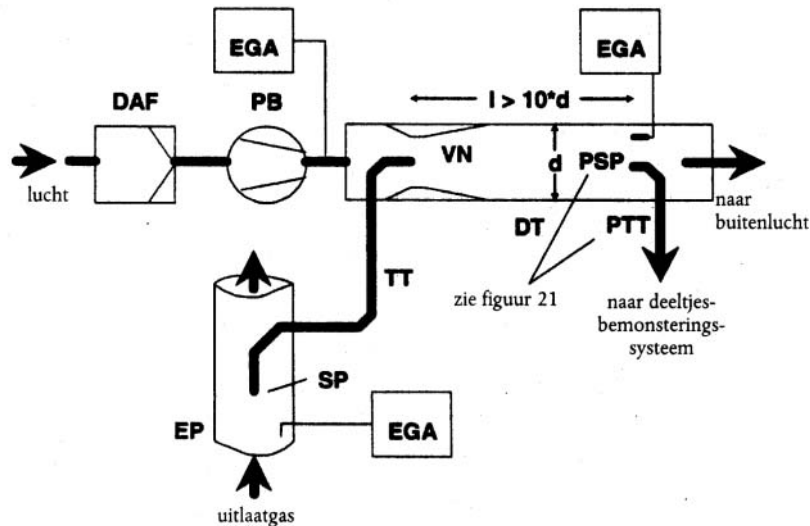 EGA
EGA
DAF
PB
l > 10*d
VN
d
PSP
lucht
naar
buitenlucht
DT
PTT
TT
zie figuur 21
naar deeltjes-
bemonsterings-
systeem
SP
EP
EGA
uitlaatgas